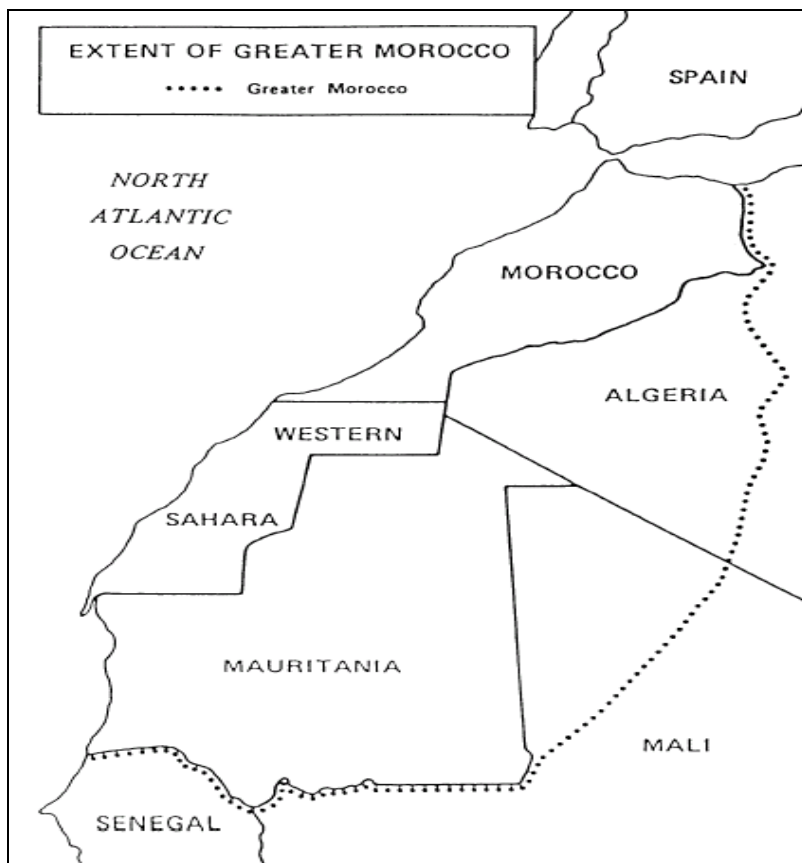 EXTENT OF GREATER MOROCCO
Greater Morocco
SPAIN
NORTH
ATLANTIC
OCEAN
MOROCCO
ALGERIA
WESTERN
SAHARA
MAURITANIA
MALI
SENEGAL